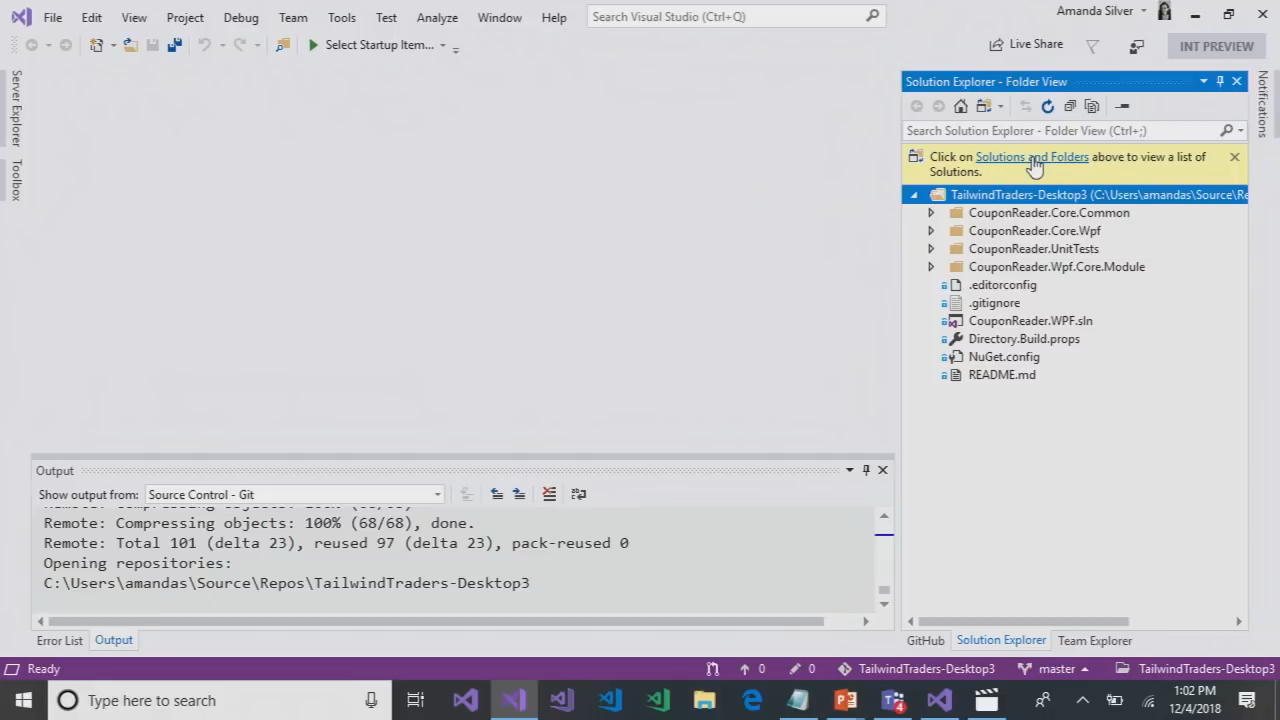 File Edit View Project Debug Team Tools Test Analyze Window Help Search Visual Studio (Ctrl+Q) Amanda Silver
Select Startup Item... Live Share INT PREVIEW
Server Explorer
Toolbox
Solution Explorer - Folder View
Search Solution Explorer - Folder View (Ctrl+;)
Click on Solutions and Folders above to view a list of
Solutions.
TailwindTraders-Desktop3 (C:\Users\amandas\Source\Re
CouponReader.Core.Common
CouponReader.Core.Wpf
CouponReader.UnitTests
CouponReader.Wpf.Core.Module
.editorconfig
.gitignore
CouponReader.WPF.sln
Directory.Build.props
NuGet.config
README.md
Notifications
Output
Show output from: Source Control - Git
Remote: Compressing objects: 100% (68/68)
Remote: Compressing objects: 100% (68/68), done.
Remote: Total 101 (delta 23), reused 97 (delta 23), pack-reused 0
Opening repositories:
C:\Users\amandas\Source\Repos\TailwindTraders-Desktop3
Error List Output
GitHub Solution Explorer Team Explorer
Ready 0 0 TailwindTraders-Desktop3 master TailwindTraders-Desktop3
Type here to search 4 1:02 PM
12/4/2018